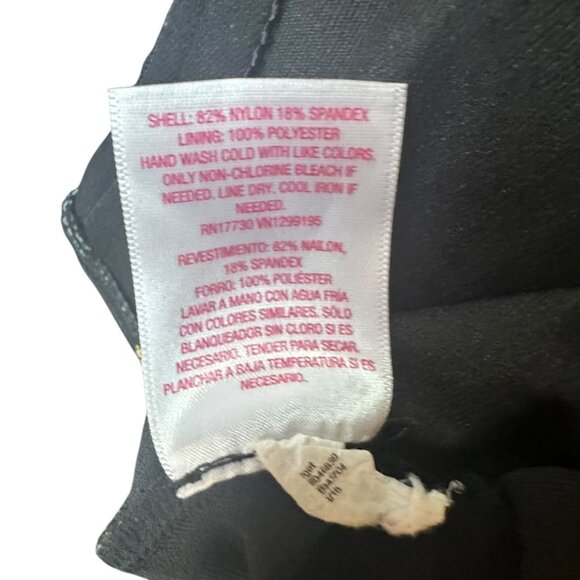 SHELL: 82% NYLON 18% SPANDEX
LINING: 100% POLYESTER
HAND WASH COLD WITH LIKE COLORS.
ONLY NON-CHLORINE BLEACH IF
NEEDED. LINE DRY. COOL IRON IF
NEEDED.
RN17730 VN1299195
REVESTIMIENTO: 82% NAILON,
18% SPANDEX
FORRO: 100% POLIÉSTER
LAVAR A MANO CON AGUA FRÍA
CON COLORES SIMILARES. SÓLO
BLANQUEADOR SIN CLORO SI ES
NECESARIO. TENDER PARA SECAR.
PLANCHAR A BAJA TEMPERATURA SI ES
NECESARIO.